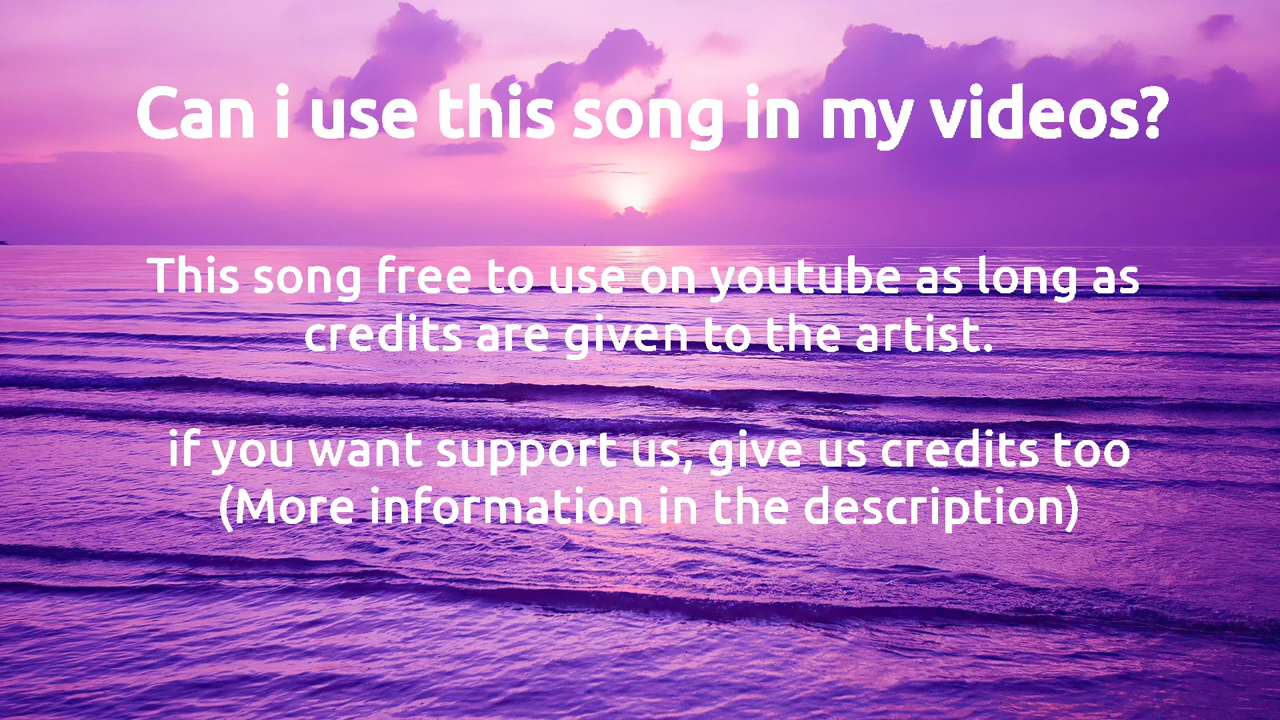 Can i use this song in my videos?
This song free to use on youtube as long as
credits are given to the artist.
if you want support us, give us credits too
(More information in the description)